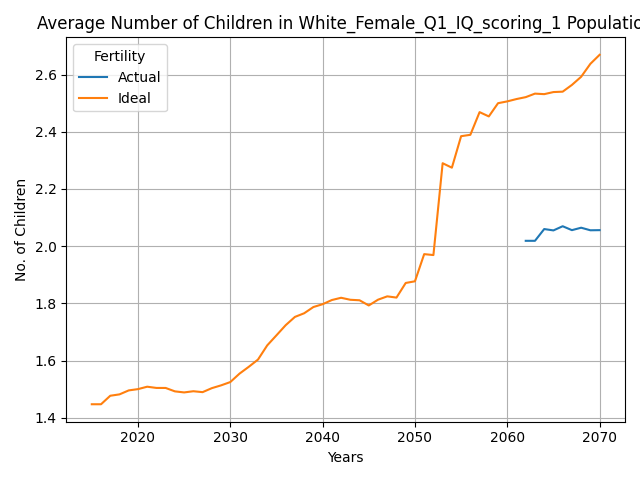 Average Number of Children in White_Female_Q1_IQ_scoring_1 Populatio
Fertility
Actual
Ideal
No. of Children
2.6
2.4
2.2
2.0
1.8
1.6
1.4
2020 2030 2040 2050 2060 2070
Years